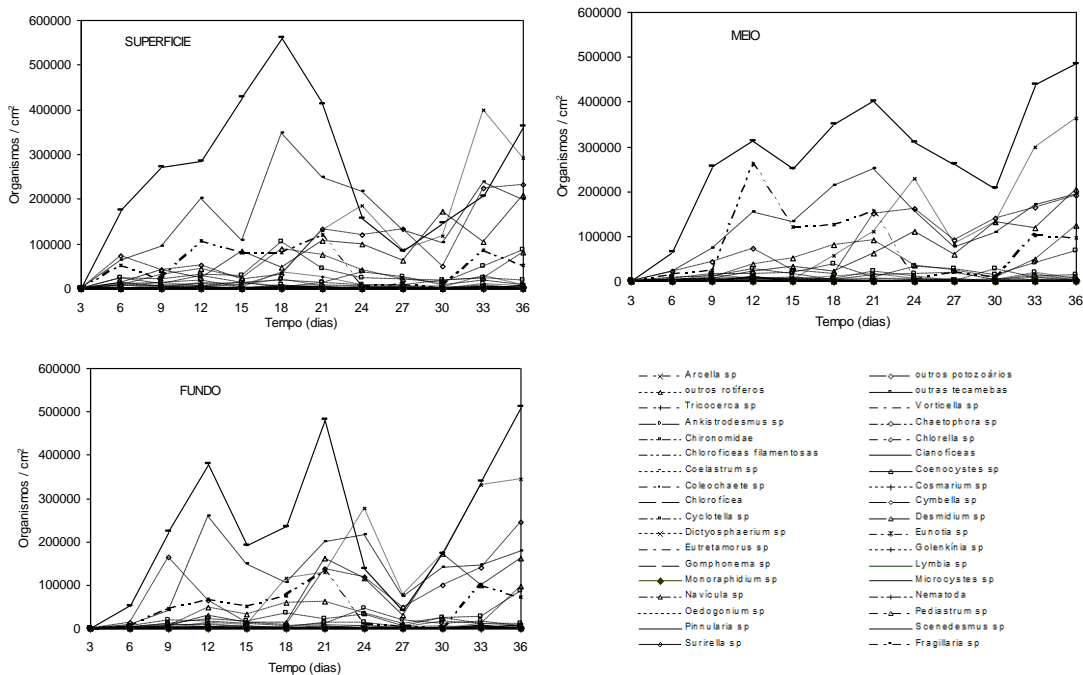 SUPERFICIE
Organismos / cm²
600000
500000
400000
300000
200000
100000
0
3 6 9 12 15 18 21 24 27 30 33 36
Tempo (dias)
MEIO
Organismos / cm²
600000
500000
400000
300000
200000
100000
0
3 6 9 12 15 18 21 24 27 30 33 36
Tempo (dias)
FUNDO
Organismos / cm²
600000
500000
400000
300000
200000
100000
0
3 6 9 12 15 18 21 24 27 30 33 36
Tempo (dias)
Arcella sp
outros potozoários
outros rotíferos
outras tecamebas
Tricocerca sp
Vorticella sp
Ankistrodesmus sp
Chaetophora sp
Chironomidae
Chlorella sp
Chloroficeas filamentosas
Cianofíceas
Coelastrum sp
Coenocystes sp
Coleochaete sp
Cosmarium sp
Clorofícea
Cymbella sp
Cyclotella sp
Desmidium sp
Dictyosphaerium sp
Eunotia sp
Eutretamorus sp
Golenkínia sp
Gomphonema sp
Lymbia sp
Monoraphidium sp
Microcystes sp
Navícula sp
Nematoda
Oedogonium sp
Pediastrum sp
Pinnularia sp
Scenedesmus sp
Surirella sp
Fragillaria sp